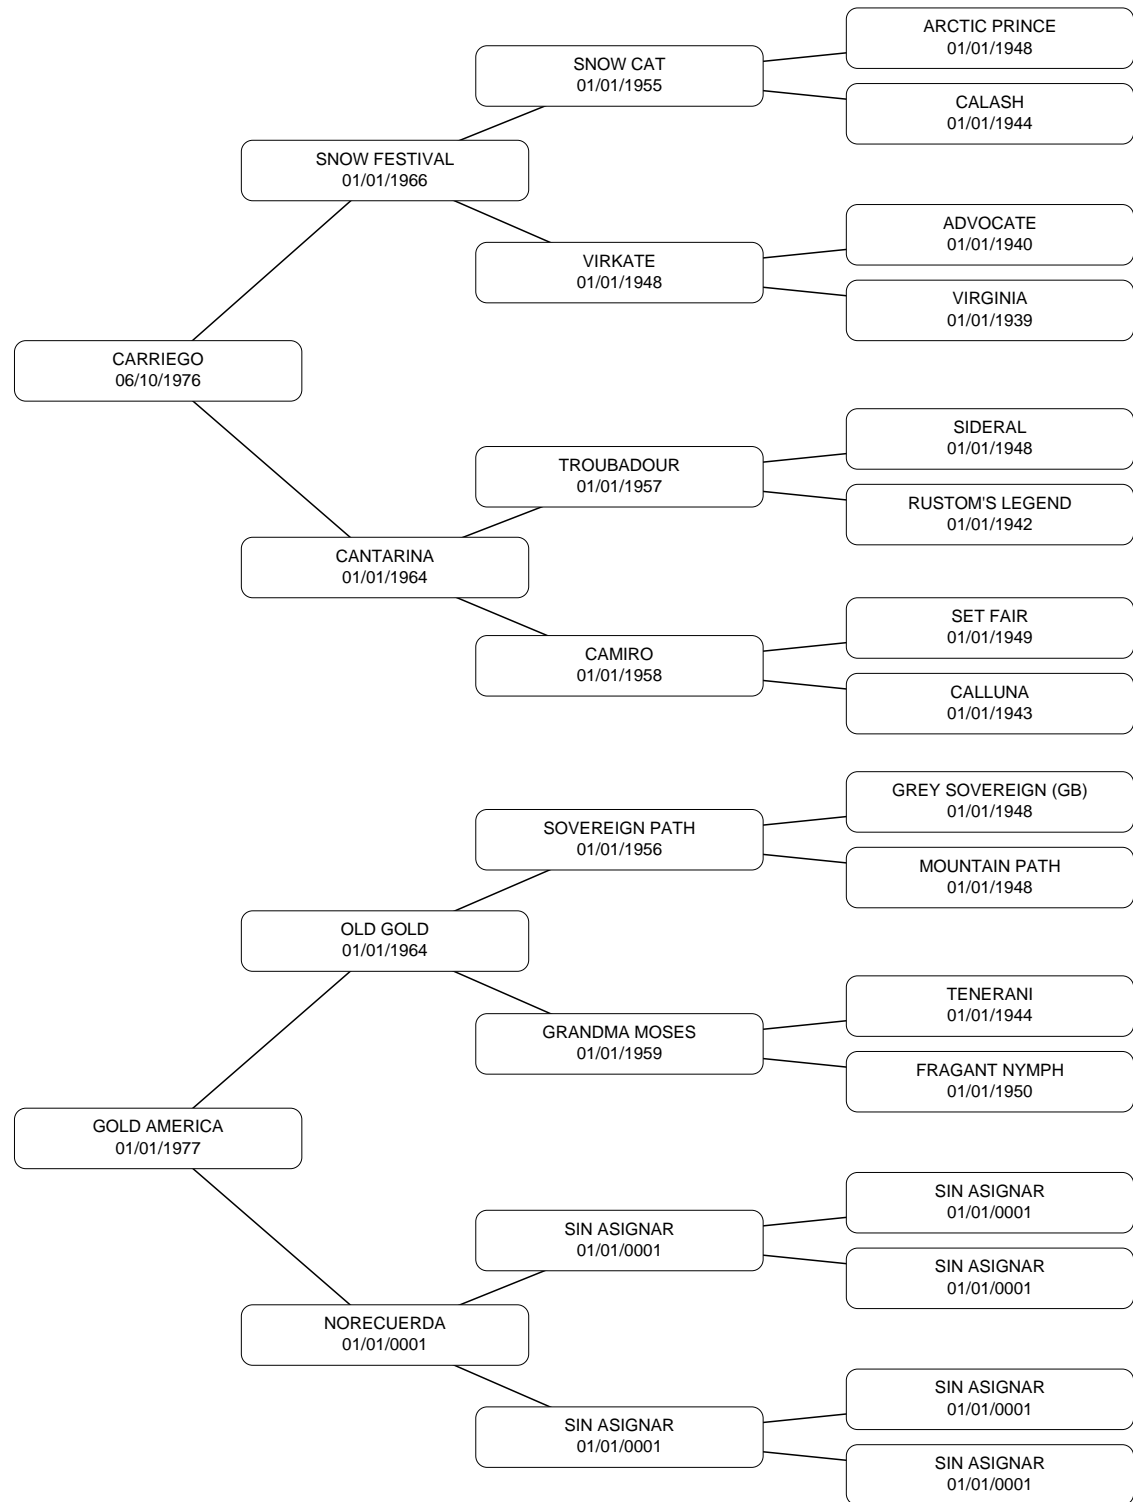 ARCTIC PRINCE
01/01/1948
SNOW CAT
01/01/1955
CALASH
01/01/1944
SNOW FESTIVAL
01/01/1966
ADVOCATE
01/01/1940
VIRKATE
01/01/1948
VIRGINIA
01/01/1939
CARRIEGO
06/10/1976
SIDERAL
01/01/1948
TROUBADOUR
01/01/1957
RUSTOM'S LEGEND
01/01/1942
CANTARINA
01/01/1964
SET FAIR
01/01/1949
CAMIRO
01/01/1958
CALLUNA
01/01/1943
GREY SOVEREIGN (GB)
01/01/1948
SOVEREIGN PATH
01/01/1956
MOUNTAIN PATH
01/01/1948
OLD GOLD
01/01/1964
TENERANI
01/01/1944
GRANDMA MOSES
01/01/1959
FRAGANT NYMPH
01/01/1950
GOLD AMERICA
01/01/1977
SIN ASIGNAR
01/01/0001
SIN ASIGNAR
01/01/0001
SIN ASIGNAR
01/01/0001
NORECUERDA
01/01/0001
SIN ASIGNAR
01/01/0001
SIN ASIGNAR
01/01/0001
SIN ASIGNAR
01/01/0001